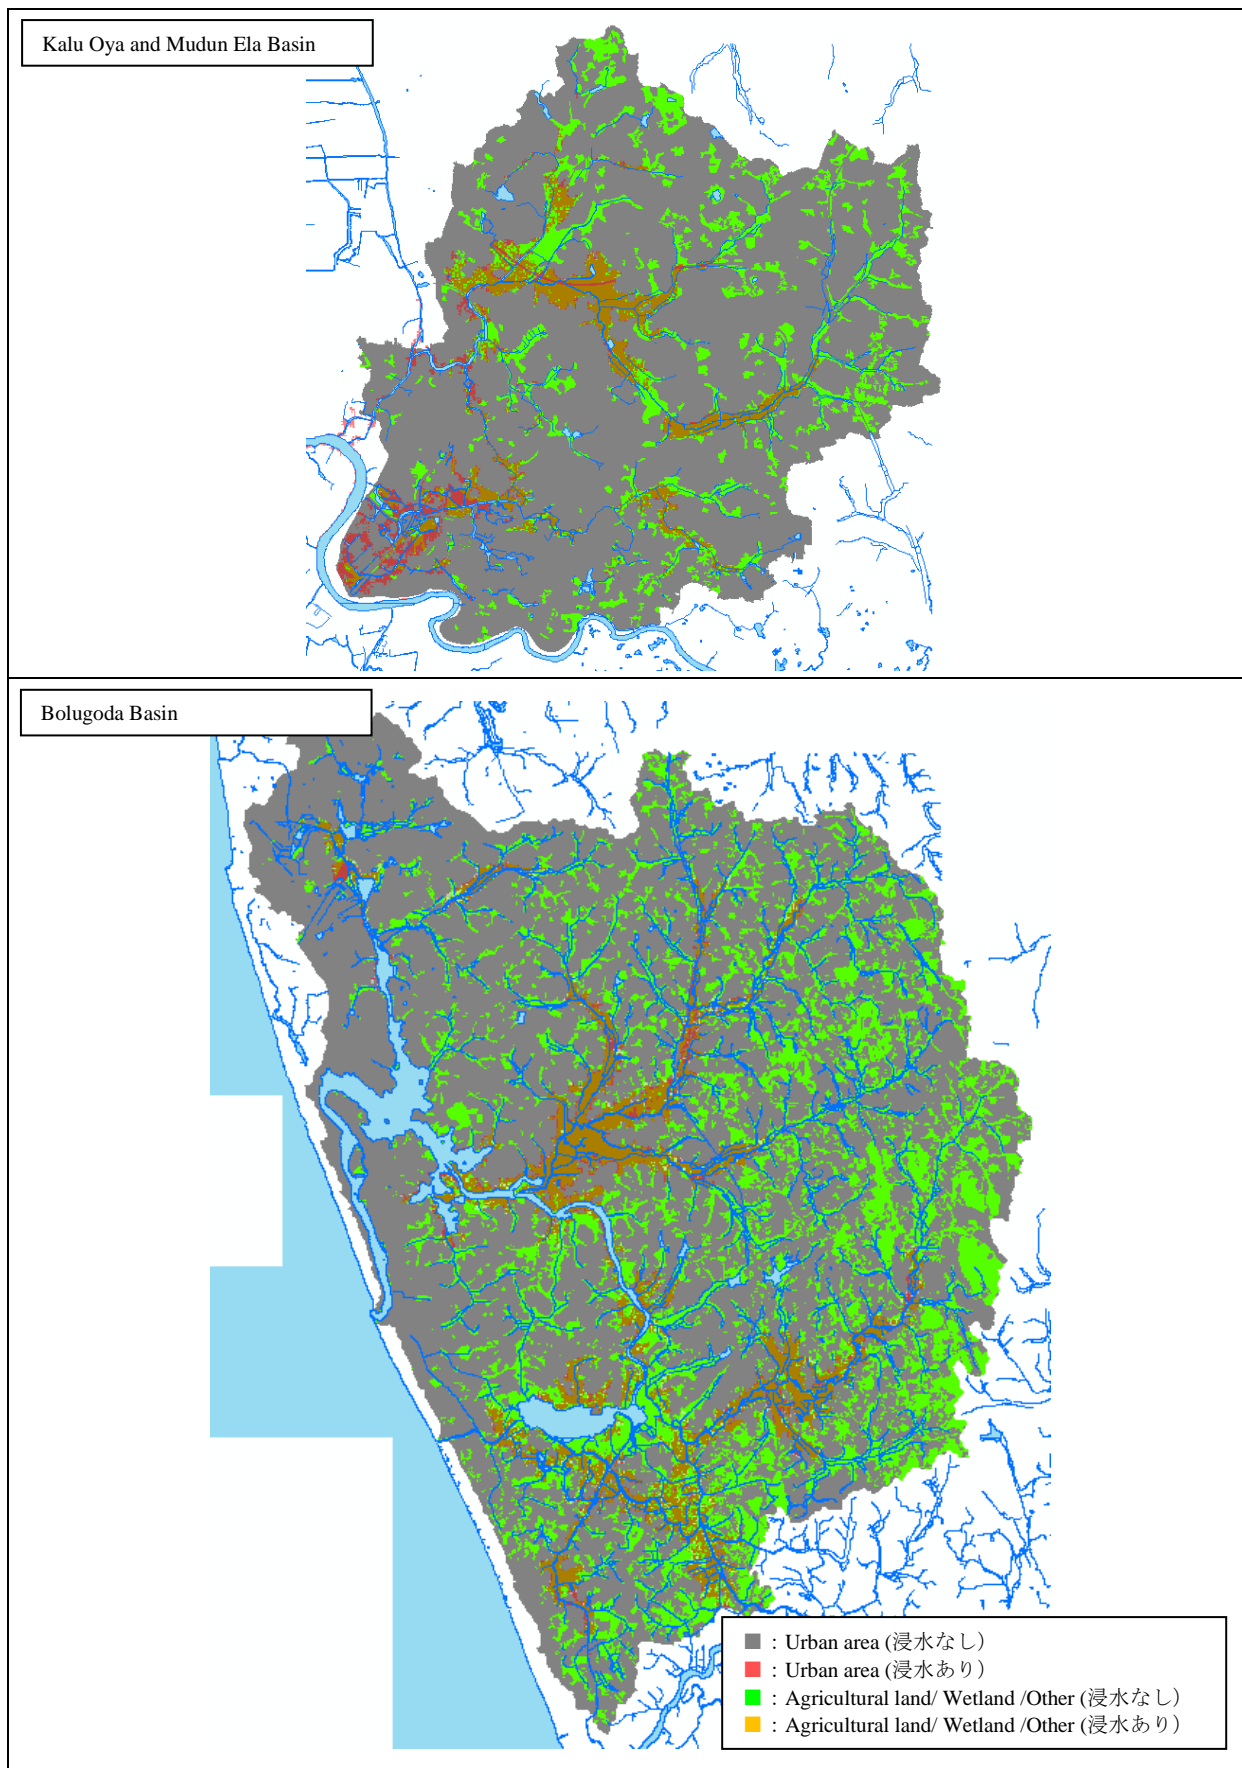 Kalu Oya and Mudun Ela Basin
Bolugoda Basin
: Urban area (浸水なし)
: Urban area (浸水あり)
: Agricultural land/ Wetland /Other (浸水なし)
: Agricultural land/ Wetland /Other (浸水あり)